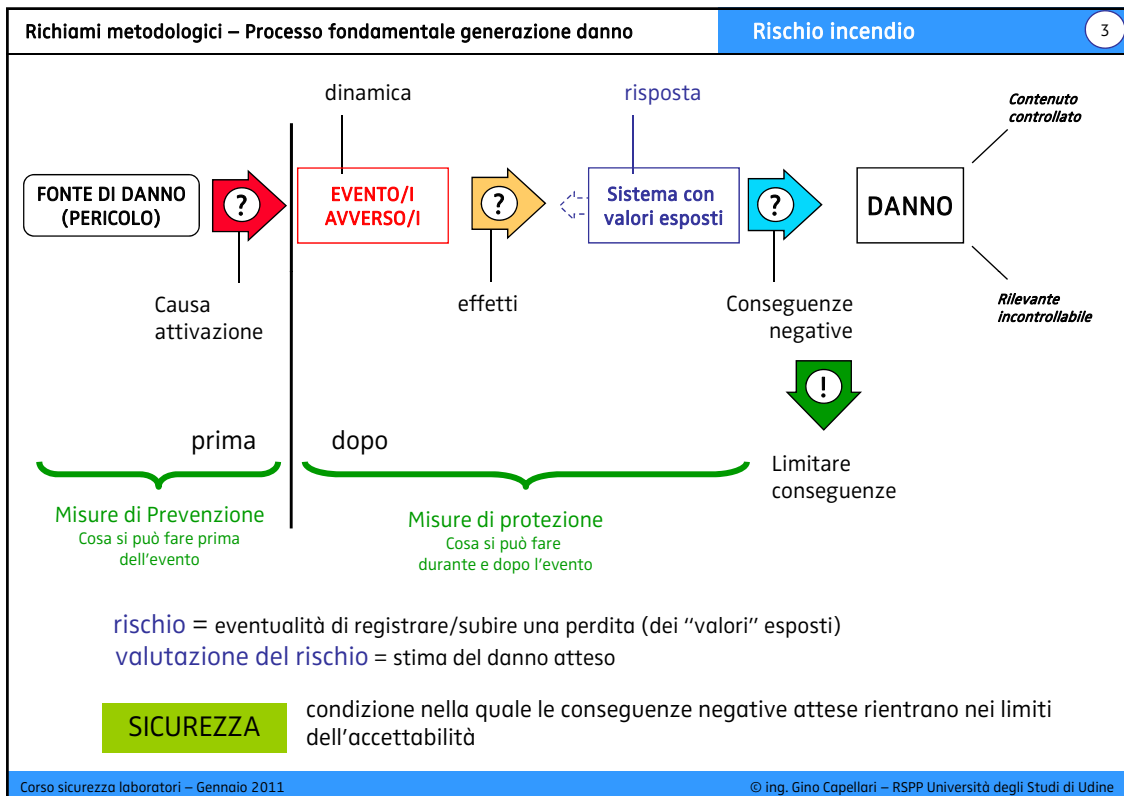 Richiami metodologici – Processo fondamentale generazione danno
Rischio incendio
3
dinamica
risposta
Contenuto
controllato
FONTE DI DANNO
(PERICOLO)
?
EVENTO/I
AVVERSO/I
?
Sistema con
valori esposti
?
DANNO
Causa
attivazione
effetti
Conseguenze
negative
Rilevante
incontrollabile
!
prima
dopo
Limitare
conseguenze
Misure di Prevenzione
Cosa si può fare prima
dell'evento
Misure di protezione
Cosa si può fare
durante e dopo l'evento
rischio = eventualità di registrare/subire una perdita (dei "valori" esposti)
valutazione del rischio = stima del danno atteso
SICUREZZA
condizione nella quale le conseguenze negative attese rientrano nei limiti
dell'accettabilità
Corso sicurezza laboratori – Gennaio 2011
© ing. Gino Capellari – RSPP Università degli Studi di Udine